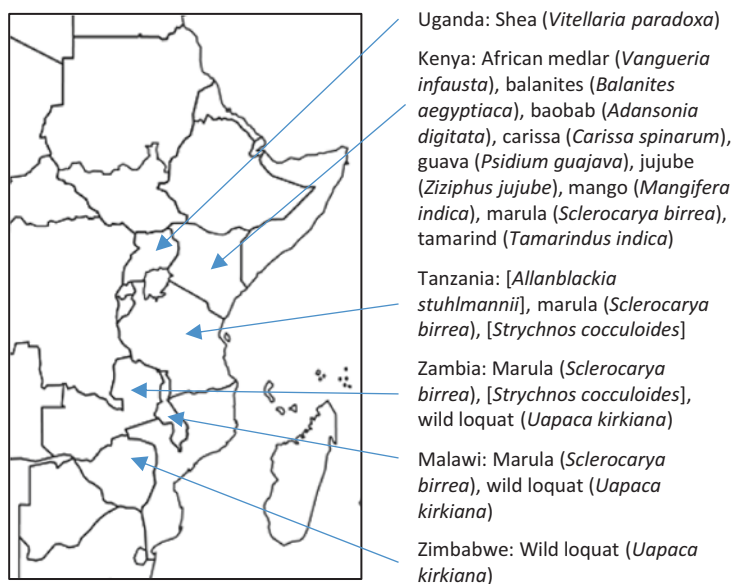 Uganda: Shea (Vitellaria paradoxa)
Kenya: African medlar (Vangueria
infausta), balanites (Balanites
aegyptiaca), baobab (Adansonia
digitata), carissa (Carissa spinarum),
guava (Psidium guajava), jujube
(Ziziphus jujube), mango (Mangifera
indica), marula (Sclerocarya birrea),
tamarind (Tamarindus indica)
Tanzania: [Allanblackia
stuhlmannii], marula (Sclerocarya
birrea), [Strychnos cocculoides]
Zambia: Marula (Sclerocarya
birrea), [Strychnos cocculoides],
wild loquat (Uapaca kirkiana)
Malawi: Marula (Sclerocarya
birrea), wild loquat (Uapaca
kirkiana)
Zimbabwe: Wild loquat (Uapaca
kirkiana)